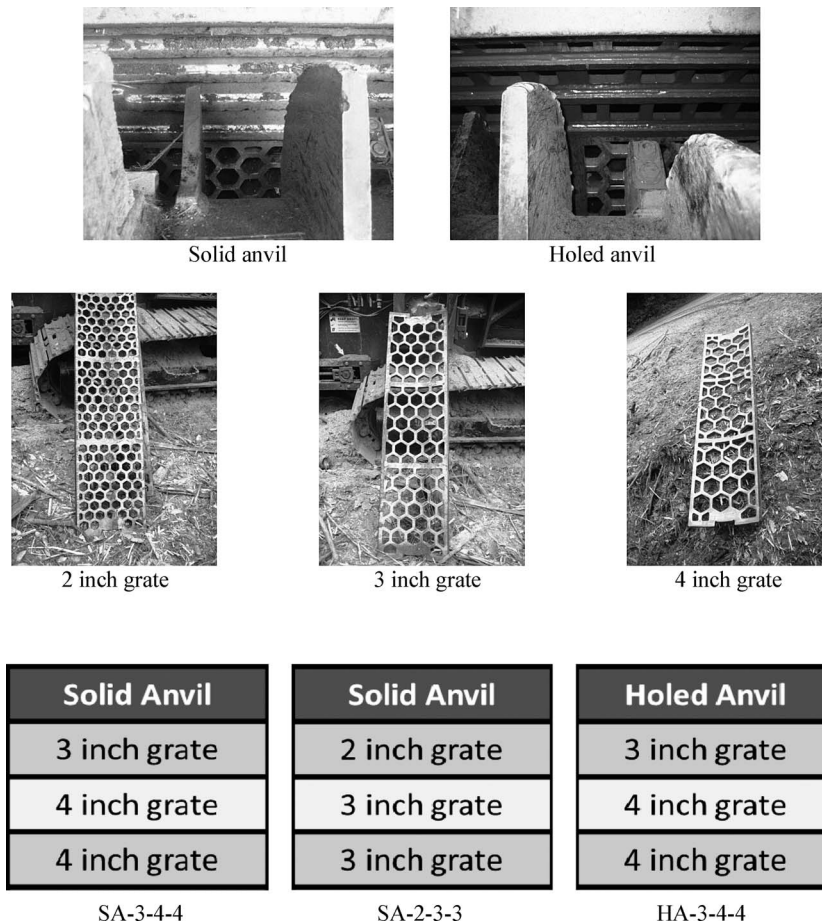 Solid anvil
Holed anvil
2 inch grate
3 inch grate
4 inch grate
Solid Anvil
3 inch grate
4 inch grate
4 inch grate
SA-3-4-4
Solid Anvil
2 inch grate
3 inch grate
3 inch grate
SA-2-3-3
Holed Anvil
3 inch grate
4 inch grate
4 inch grate
HA-3-4-4